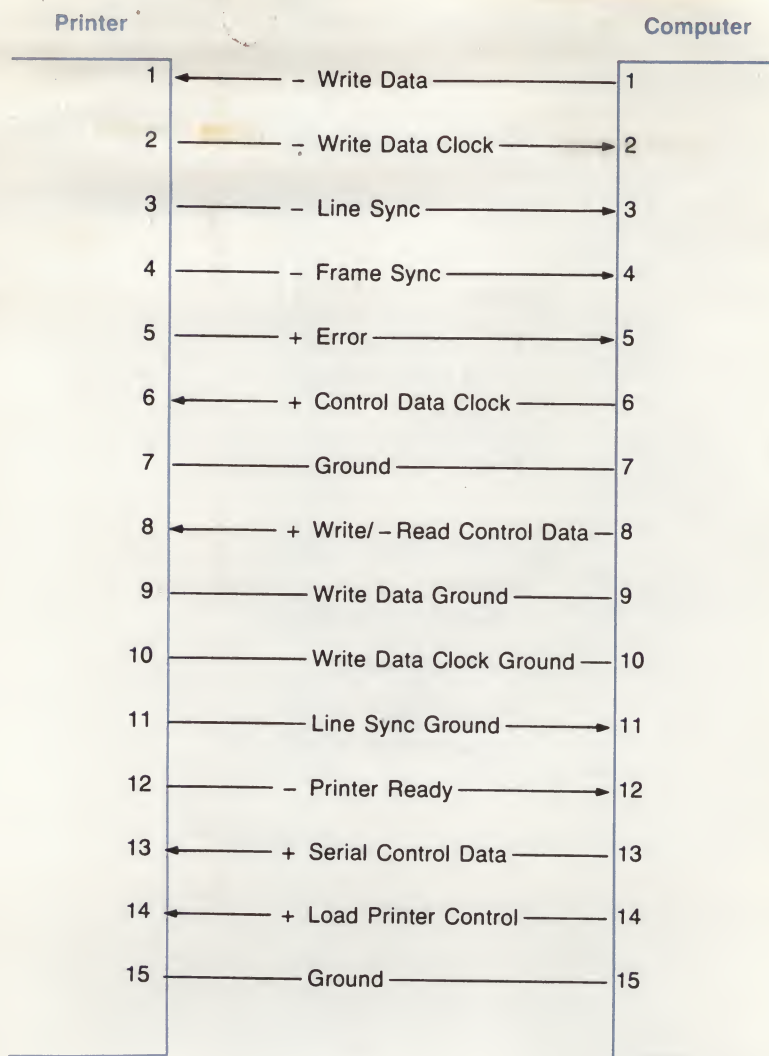 Printer Computer
1 – Write Data 1
2 – Write Data Clock 2
3 – Line Sync 3
4 – Frame Sync 4
5 + Error 5
6 + Control Data Clock 6
7 Ground 7
8 + Write/–Read Control Data 8
9 Write Data Ground 9
10 Write Data Clock Ground 10
11 Line Sync Ground 11
12 – Printer Ready 12
13 + Serial Control Data 13
14 + Load Printer Control 14
15 Ground 15